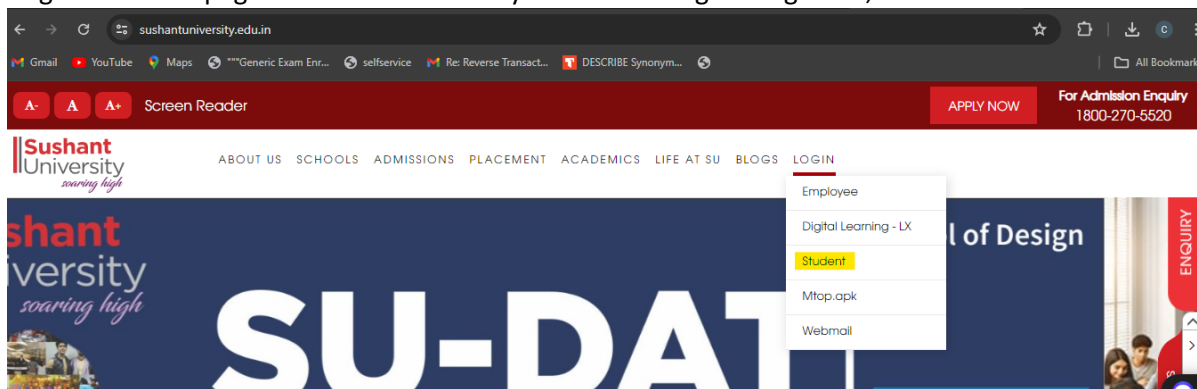 sushantuniversity.edu.in
Gmail YouTube Maps """Generic Exam Enr... selfservice Re: Reverse Transact... DESCRIBE Synonym... All Bookmark
A- A A+ Screen Reader APPLY NOW For Admission Enquiry
1800-270-5520
Sushant
University
soaring high
ABOUT US SCHOOLS ADMISSIONS PLACEMENT ACADEMICS LIFE AT SU BLOGS LOGIN
Employee
Digital Learning - LX
Student
Mtop.apk
Webmail
shant
iversity
soaring high
SU-DAT
l of Design
ENQUIRY